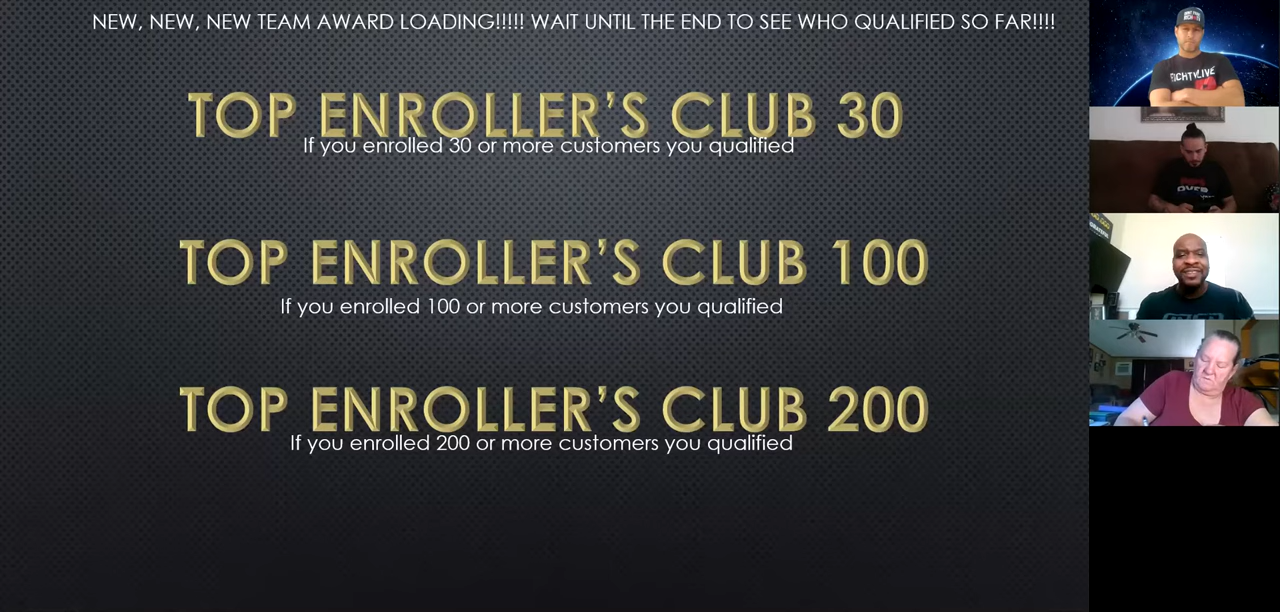 NEW, NEW, NEW TEAM AWARD LOADING!!!!! WAIT UNTIL THE END TO SEE WHO QUALIFIED SO FAR!!!!
TOP ENROLLER'S CLUB 30
If you enrolled 30 or more customers you qualified
TOP ENROLLER'S CLUB 100
If you enrolled 100 or more customers you qualified
TOP ENROLLER'S CLUB 200
If you enrolled 200 or more customers you qualified
OVER